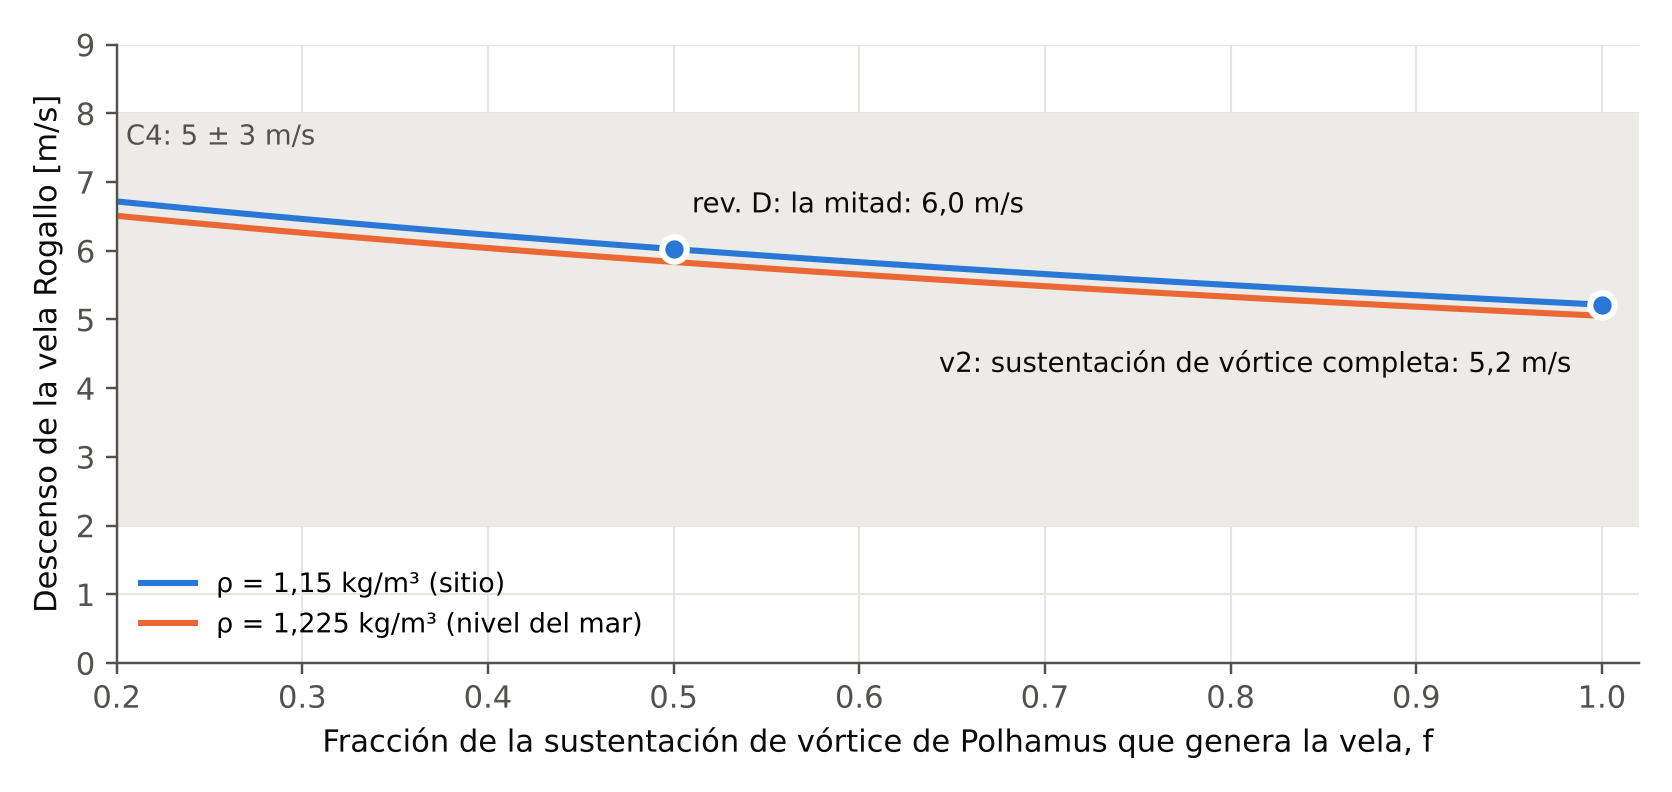 Descenso de la vela Rogallo [m/s]
9
8
7
6
5
4
3
2
1
0
C4: 5 ± 3 m/s
rev. D: la mitad: 6,0 m/s
v2: sustentación de vórtice completa: 5,2 m/s
ρ = 1,15 kg/m³ (sitio)
ρ = 1,225 kg/m³ (nivel del mar)
0.2 0.3 0.4 0.5 0.6 0.7 0.8 0.9 1.0
Fracción de la sustentación de vórtice de Polhamus que genera la vela, f